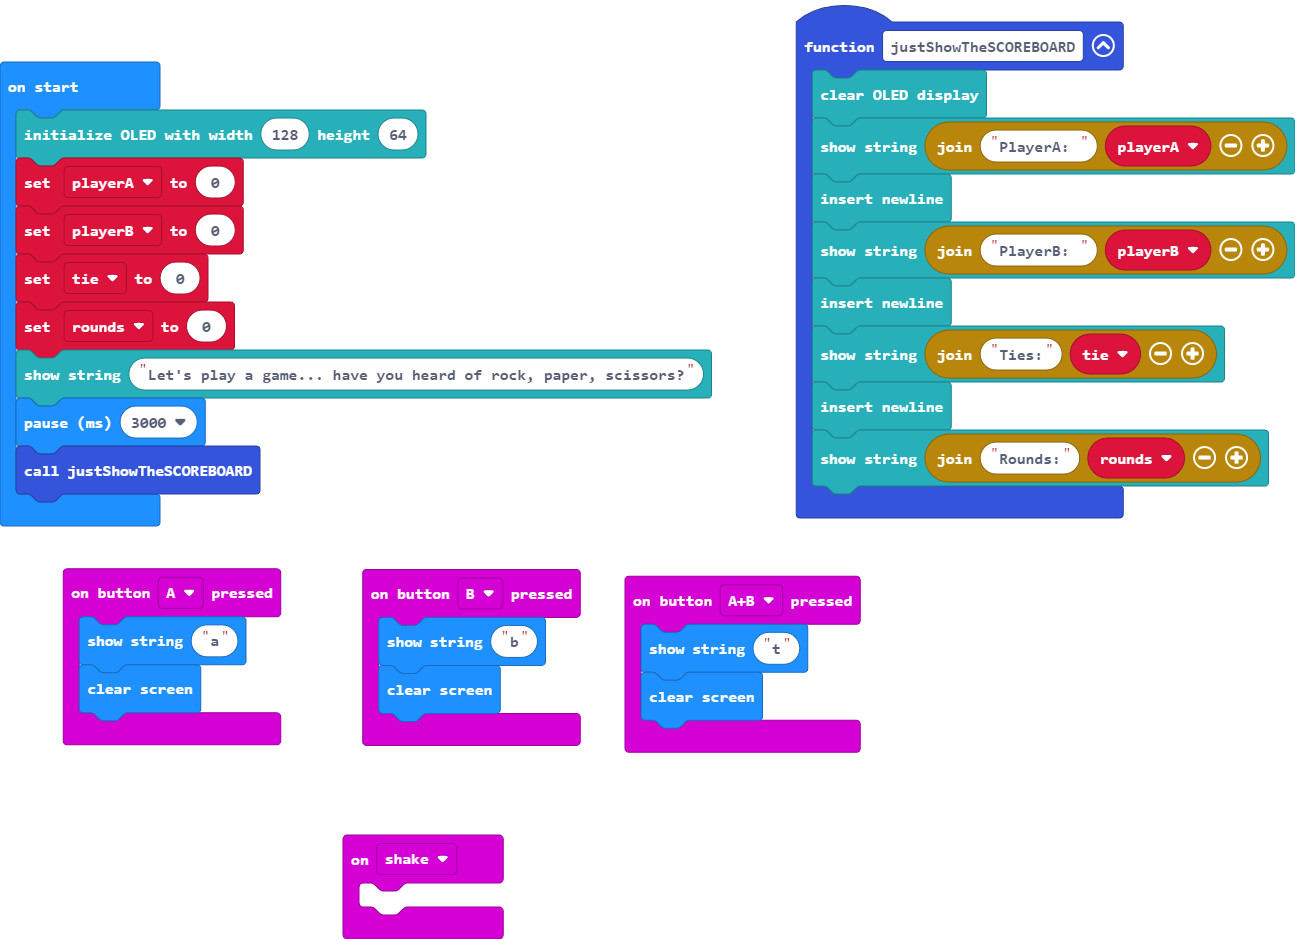 on start
initialize OLED with width 128 height 64
set playerA to 0
set playerB to 0
set tie to 0
set rounds to 0
show string "Let's play a game... have you heard of rock, paper, scissors?"
pause (ms) 3000
call justShowTheSCOREBOARD
function justShowTheSCOREBOARD
clear OLED display
show string join "PlayerA: " playerA
insert newline
show string join "PlayerB: " playerB
insert newline
show string join "Ties:" tie
insert newline
show string join "Rounds:" rounds
on button A pressed
show string "a"
clear screen
on button B pressed
show string "b"
clear screen
on button A+B pressed
show string "t"
clear screen
on shake